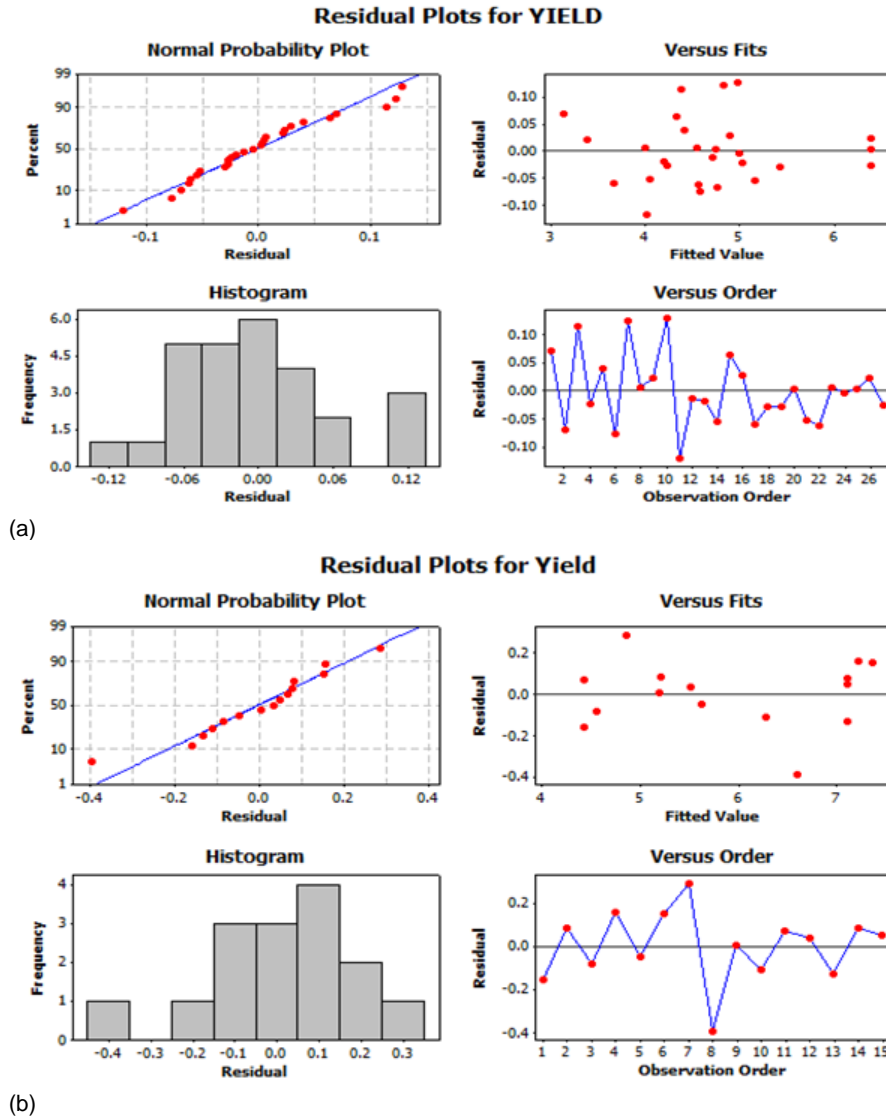 Residual Plots for YIELD
Normal Probability Plot
Versus Fits
99
90
50
10
1
Percent
-0.1 0.0 0.1
Residual
0.10
0.05
0.00
-0.05
-0.10
Residual
3 4 5 6
Fitted Value
Histogram
Versus Order
6.0
4.5
3.0
1.5
0.0
Frequency
-0.12 -0.06 0.00 0.06 0.12
Residual
0.10
0.05
0.00
-0.05
-0.10
Residual
2 4 6 8 10 12 14 16 18 20 22 24 26
Observation Order
(a)
Residual Plots for Yield
Normal Probability Plot
Versus Fits
99
90
50
10
1
Percent
-0.4 -0.2 0.0 0.2 0.4
Residual
0.2
0.0
-0.2
-0.4
Residual
4 5 6 7
Fitted Value
Histogram
Versus Order
4
3
2
1
0
Frequency
-0.4 -0.3 -0.2 -0.1 0.0 0.1 0.2 0.3
Residual
0.2
0.0
-0.2
-0.4
Residual
1 2 3 4 5 6 7 8 9 10 11 12 13 14 15
Observation Order
(b)